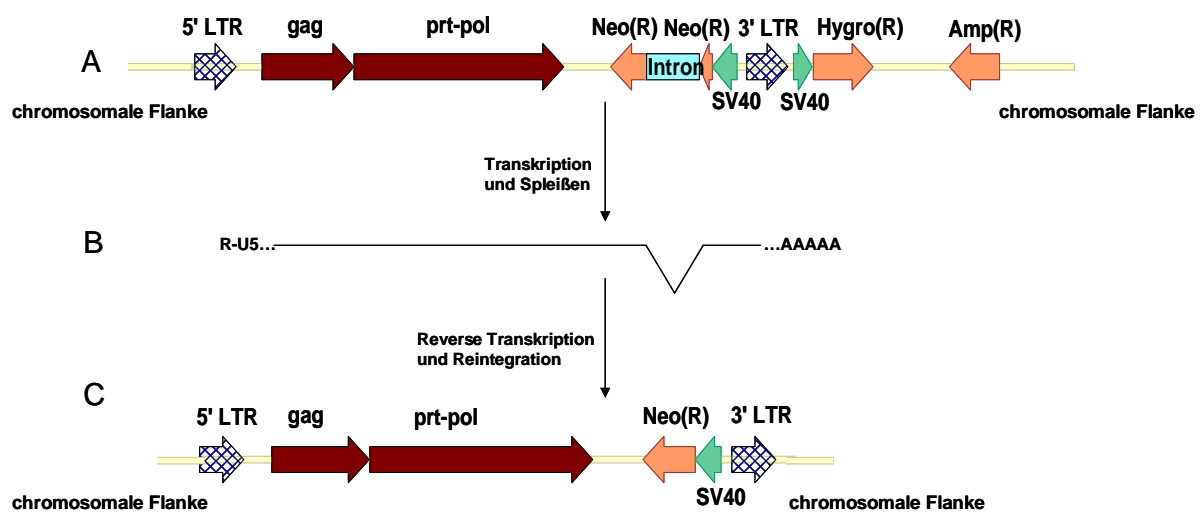 5' LTR gag prt-pol Neo(R) Neo(R) 3' LTR Hygro(R) Amp(R)
A Intron
SV40 SV40
chromosomale Flanke chromosomale Flanke
Transkription
und Spleißen
B R-U5... ...AAAAA
Reverse Transkription
und Reintegration
C
5' LTR gag prt-pol Neo(R) 3' LTR
SV40
chromosomale Flanke chromosomale Flanke